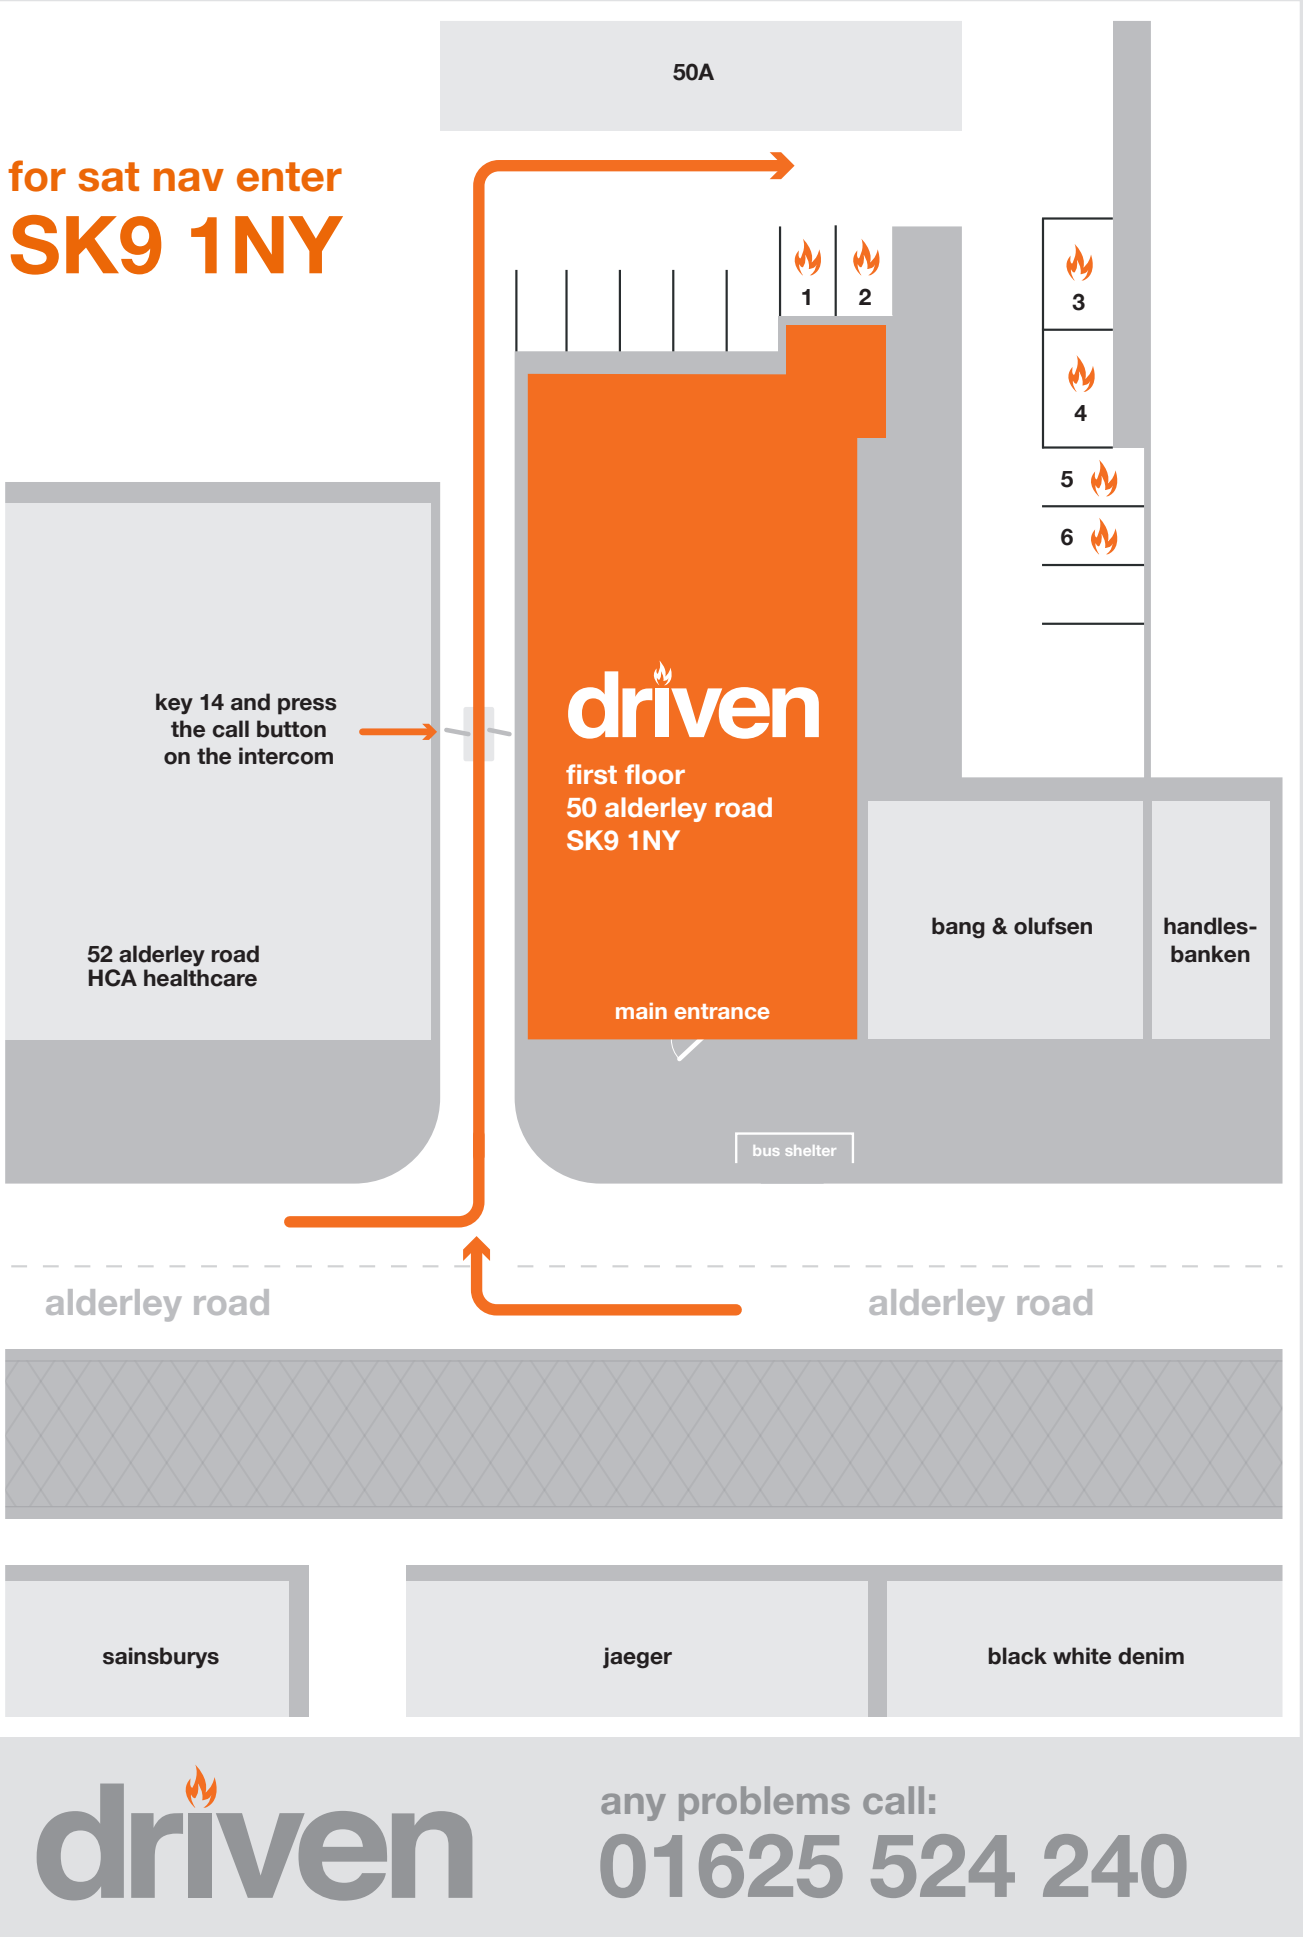 50A
for sat nav enter
SK9 1NY
1
2
3
4
5
6
key 14 and press
the call button
on the intercom
driven
first floor
50 alderley road
SK9 1NY
52 alderley road
HCA healthcare
bang & olufsen
handles-
banken
main entrance
bus shelter
alderley road
alderley road
sainsburys
jaeger
black white denim
driven
any problems call:
01625 524 240